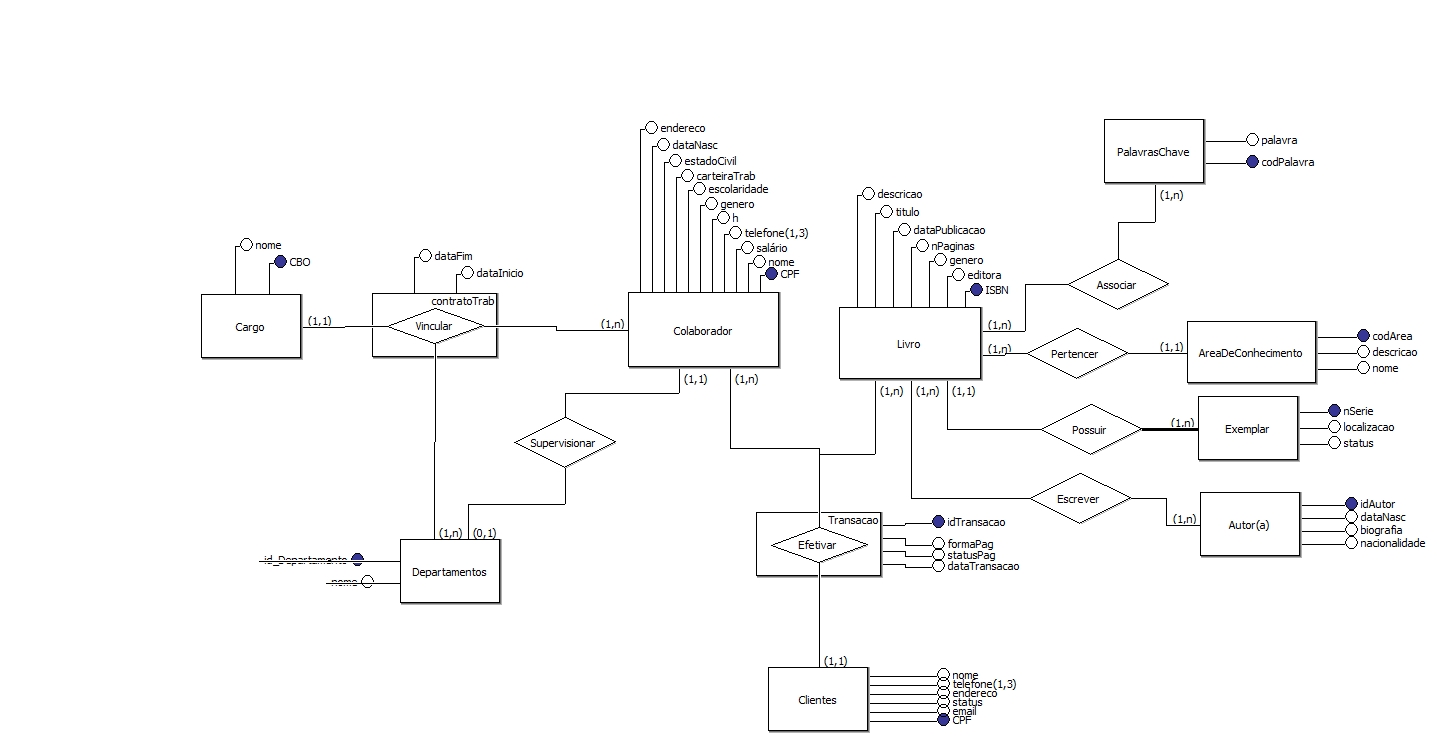 endereco
dataNasc
estadoCivil
carteiraTrab
escolaridade
genero
h
telefone(1,3)
salário
nome
CPF
Colaborador
(1,n)
(1,1)
(1,n)
nome
CBO
Cargo
(1,1)
dataFim
dataInicio
contratoTrab
Vincular
Supervisionar
(1,n)
(0,1)
id_Departamento
nome
Departamentos
descricao
titulo
dataPublicacao
nPaginas
genero
editora
ISBN
Livro
(1,n)
(1,n)
(1,n)
(1,n)
(1,1)
PalavrasChave
palavra
codPalavra
(1,n)
Associar
Pertencer
(1,1)
AreaDeConhecimento
codArea
descricao
nome
Possuir
(1,n)
Exemplar
nSerie
localizacao
status
Escrever
(1,n)
Autor(a)
idAutor
dataNasc
biografia
nacionalidade
Transacao
Efetivar
idTransacao
formaPag
statusPag
dataTransacao
(1,1)
Clientes
nome
telefone(1,3)
endereco
status
email
CPF